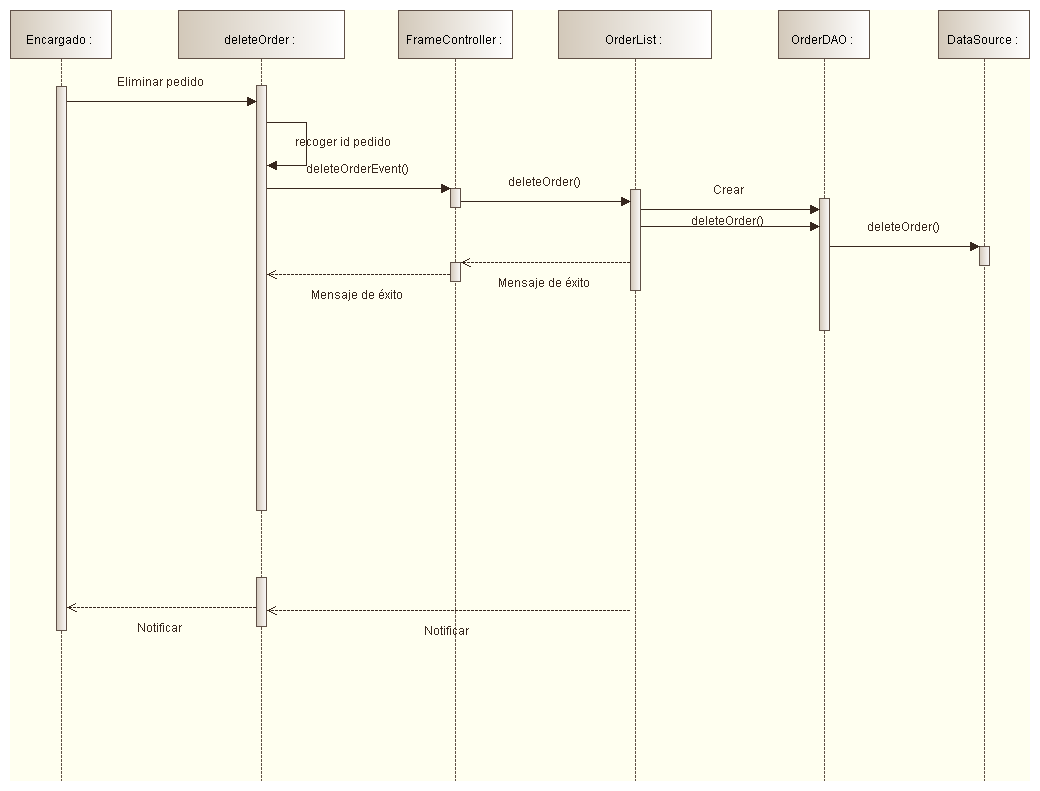 Encargado :
deleteOrder :
FrameController :
OrderList :
OrderDAO :
DataSource :
Eliminar pedido
recoger id pedido
deleteOrderEvent()
deleteOrder()
Crear
deleteOrder()
deleteOrder()
Mensaje de éxito
Mensaje de éxito
Notificar
Notificar